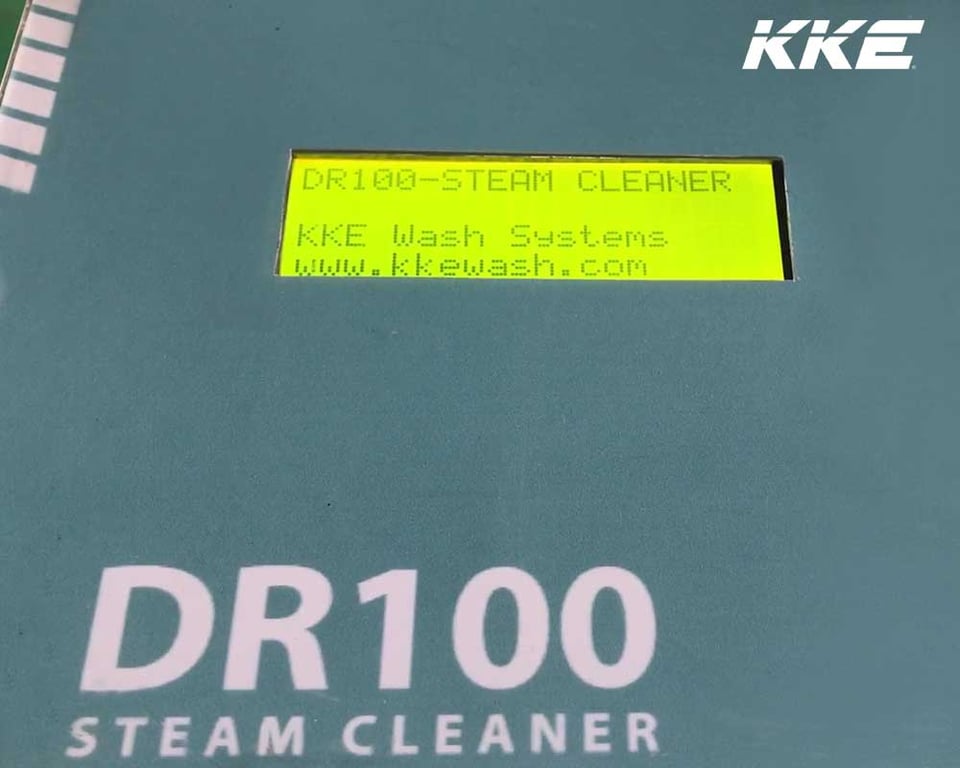 KKE
DR100-STEAM CLEANER
KKE Wash Systems
www.kkewash.com
DR100
STEAM CLEANER